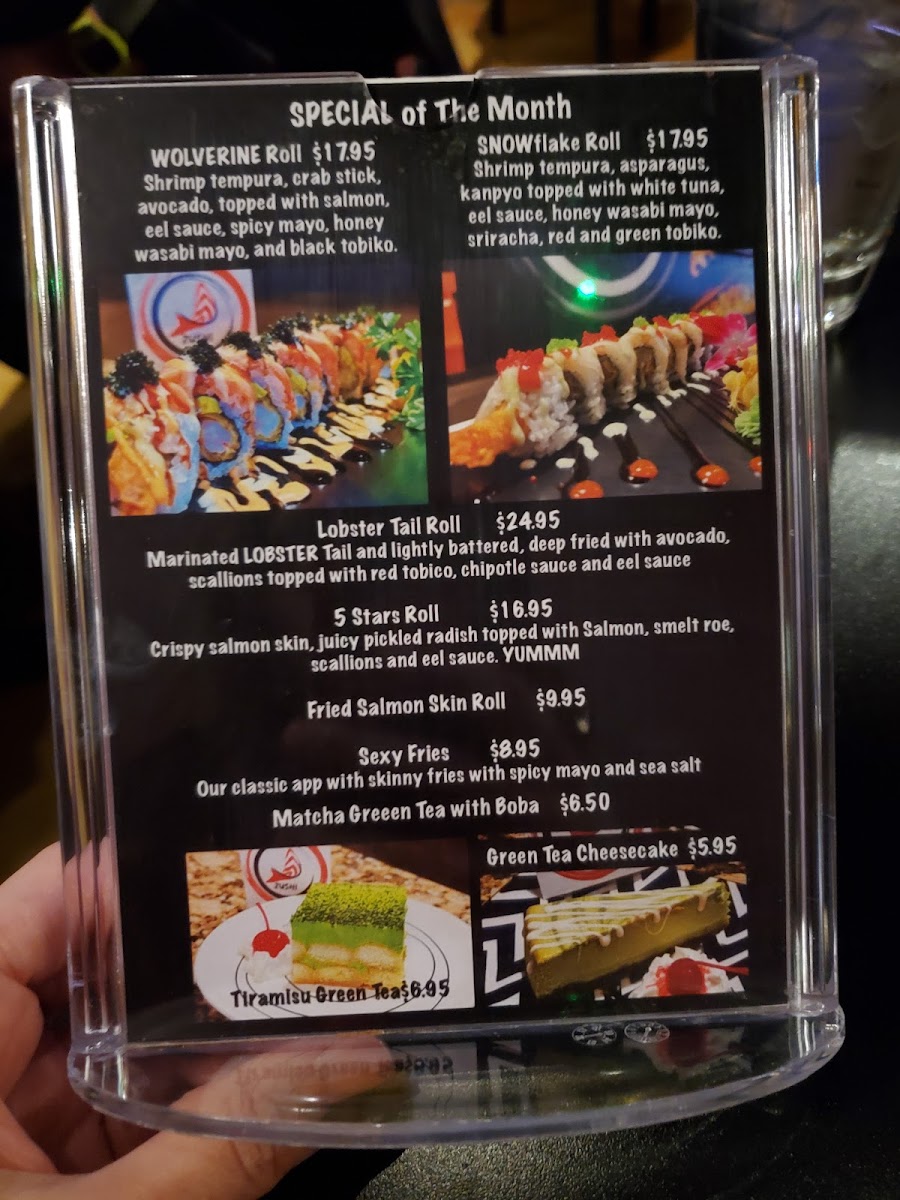 SPECIAL of The Month
WOLVERINE Roll $17.95
Shrimp tempura, crab stick,
avocado, topped with salmon,
eel sauce, spicy mayo, honey
wasabi mayo, and black tobiko.
SNOWflake Roll $17.95
Shrimp tempura, asparagus,
kanpyo topped with white tuna,
eel sauce, honey wasabi mayo,
sriracha, red and green tobiko.
Lobster Tail Roll $24.95
Marinated LOBSTER Tail and lightly battered, deep fried with avocado,
scallions topped with red tobico, chipotle sauce and eel sauce
5 Stars Roll $16.95
Crispy salmon skin, juicy pickled radish topped with Salmon, smelt roe,
scallions and eel sauce. YUMMM
Fried Salmon Skin Roll $9.95
Sexy Fries $8.95
Our classic app with skinny fries with spicy mayo and sea salt
Matcha Greeen Tea with Boba $6.50
Green Tea Cheesecake $5.95
ZUSHI
Tiramisu Green Tea$6.95